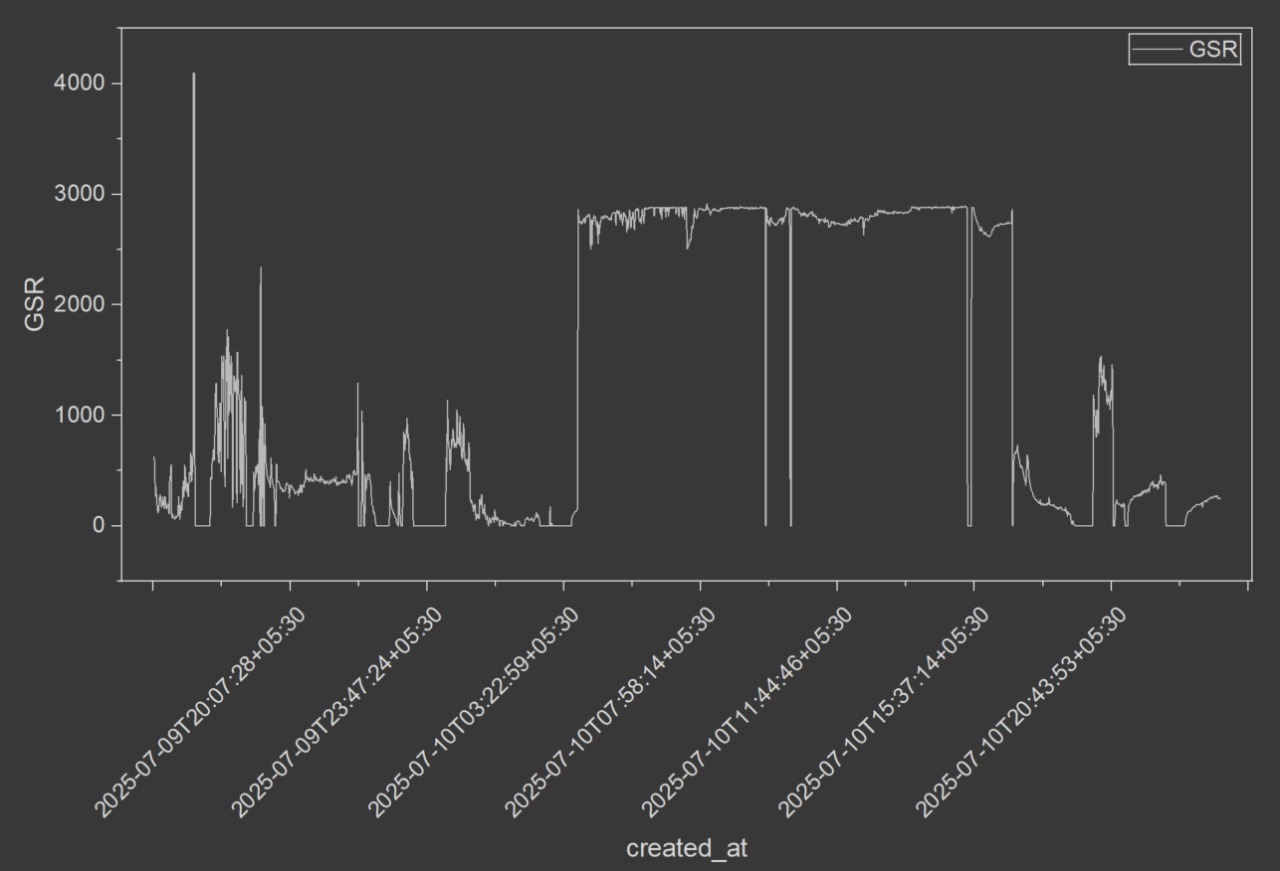 GSR
4000
3000
2000
1000
0
GSR
2025-07-09T20:07:28+05:30
2025-07-09T23:47:24+05:30
2025-07-10T03:22:59+05:30
2025-07-10T07:58:14+05:30
2025-07-10T11:44:46+05:30
2025-07-10T15:37:14+05:30
2025-07-10T20:43:53+05:30
created_at